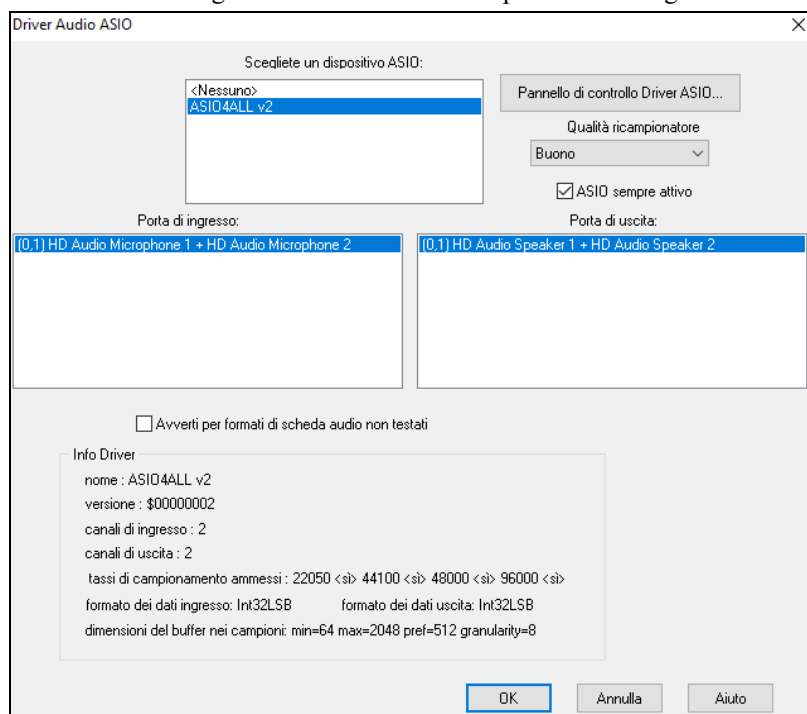 Driver Audio ASIO
Scegliete un dispositivo ASIO:
<Nessuno>
ASIO4ALL v2
Pannello di controllo Driver ASIO...
Qualità ricampionatore
Buono
ASIO sempre attivo
Porta di ingresso:
Porta di uscita:
(0,1) HD Audio Microphone 1 + HD Audio Microphone 2
(0,1) HD Audio Speaker 1 + HD Audio Speaker 2
Avverti per formati di scheda audio non testati
Info Driver
nome : ASIO4ALL v2
versione : $00000002
canali di ingresso : 2
canali di uscita : 2
tassi di campionamento ammessi : 22050 <sì> 44100 <sì> 48000 <sì> 96000 <sì>
formato dei dati ingresso: Int32LSB formato dei dati uscita: Int32LSB
dimensioni del buffer nei campioni: min=64 max=2048 pref=512 granularity=8
OK Annulla Aiuto